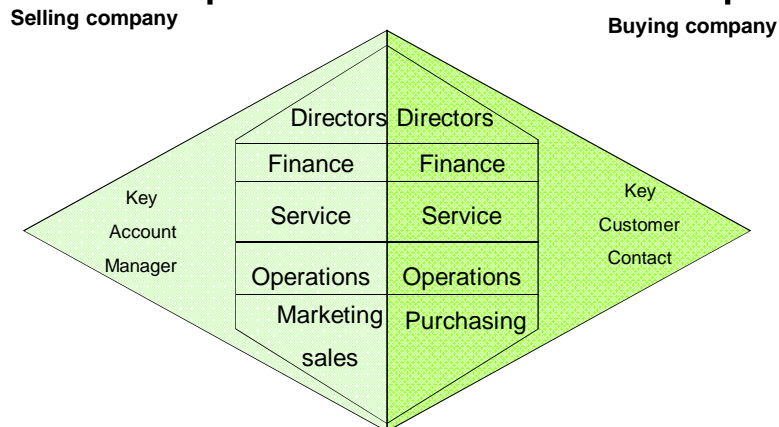 Selling company
Buying company
Directors Directors
Finance Finance
Service Service
Key
Account
Manager
Key
Customer
Contact
Operations Operations
Marketing
sales
Purchasing